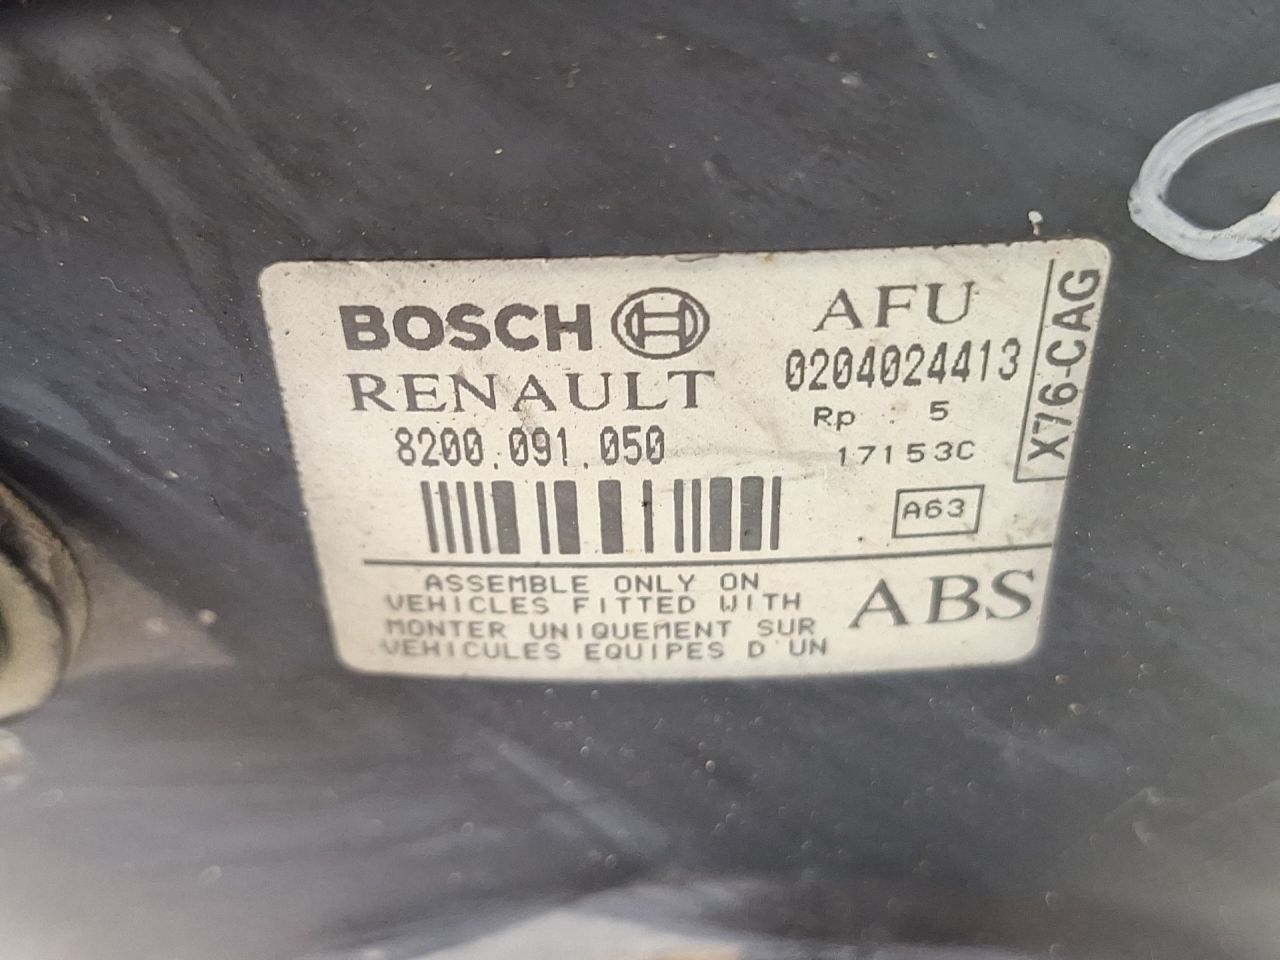 BOSCH
RENAULT
8200.091.050
AFU
0204024413
Rp : 5
17153C
A63
X76-CAG
ASSEMBLE ONLY ON
VEHICLES FITTED WITH
MONTER UNIQUEMENT SUR
VEHICULES EQUIPES D'UN
ABS